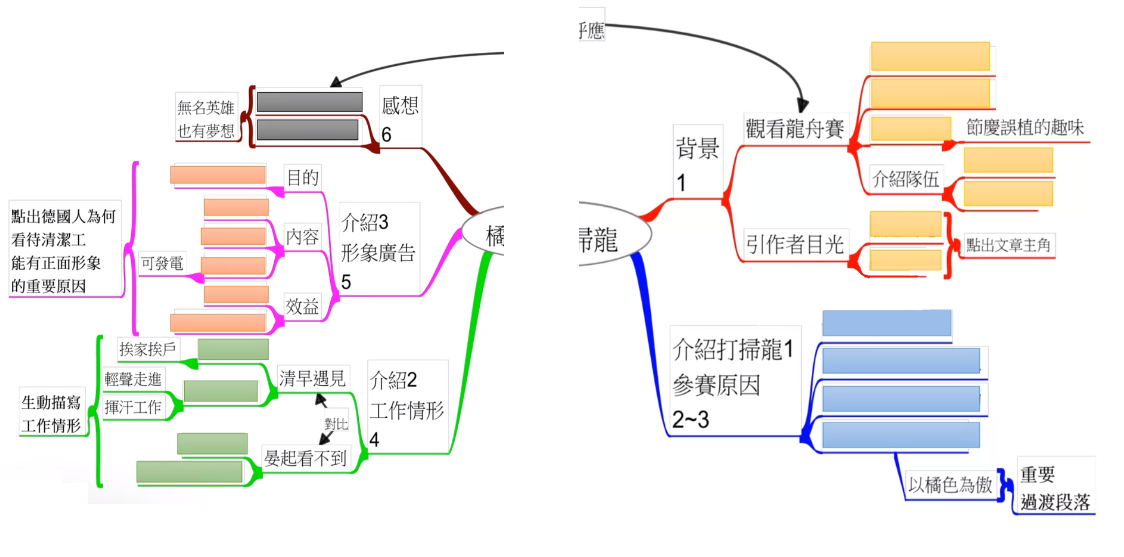 呼應
感想
6
無名英雄
也有夢想
目的
介紹3
形象廣告
5
內容
可發電
效益
點出德國人為何
看待清潔工
能有正面形象
的重要原因
挨家挨戶
輕聲走進
揮汗工作
清早遇見
對比
晏起看不到
介紹2
工作情形
4
生動描寫
工作情形
橘
掃龍
背景
1
觀看龍舟賽
節慶誤植的趣味
介紹隊伍
引作者目光
點出文章主角
介紹打掃龍1
參賽原因
2~3
以橘色為傲
重要
過渡段落